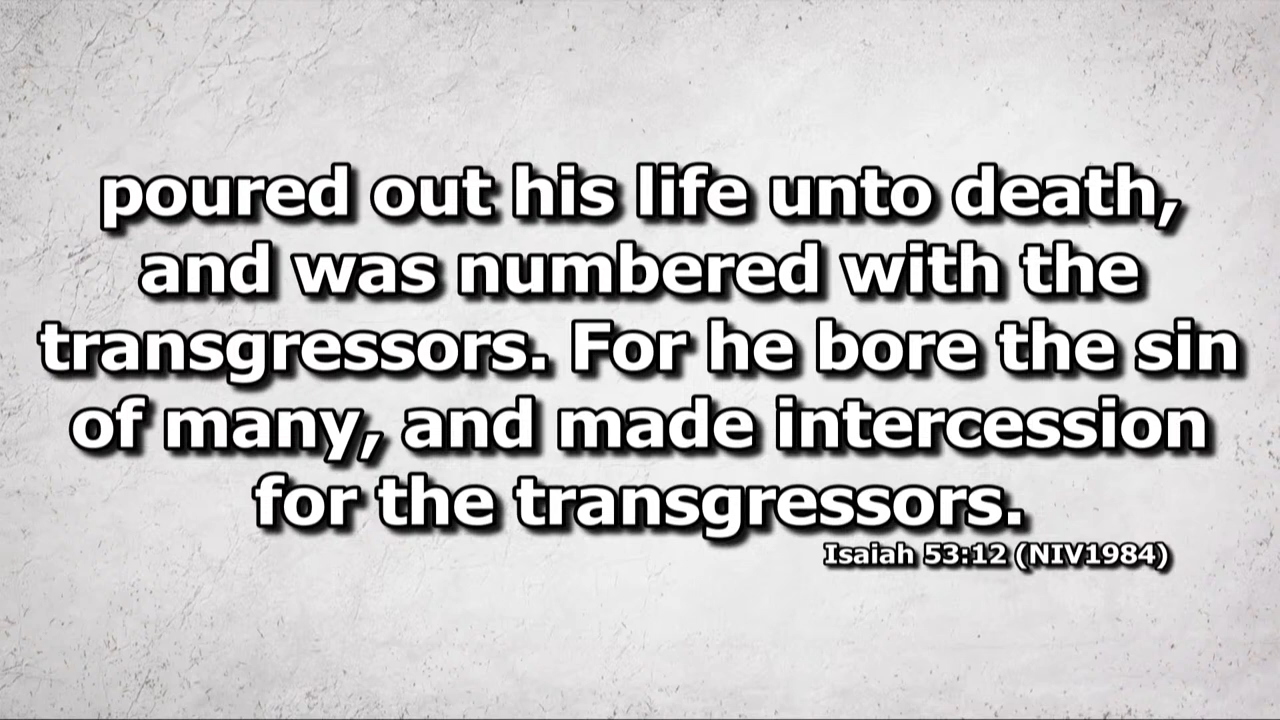 poured out his life unto death,
and was numbered with the
transgressors. For he bore the sin
of many, and made intercession
for the transgressors.
Isaiah 53:12 (NIV1984)